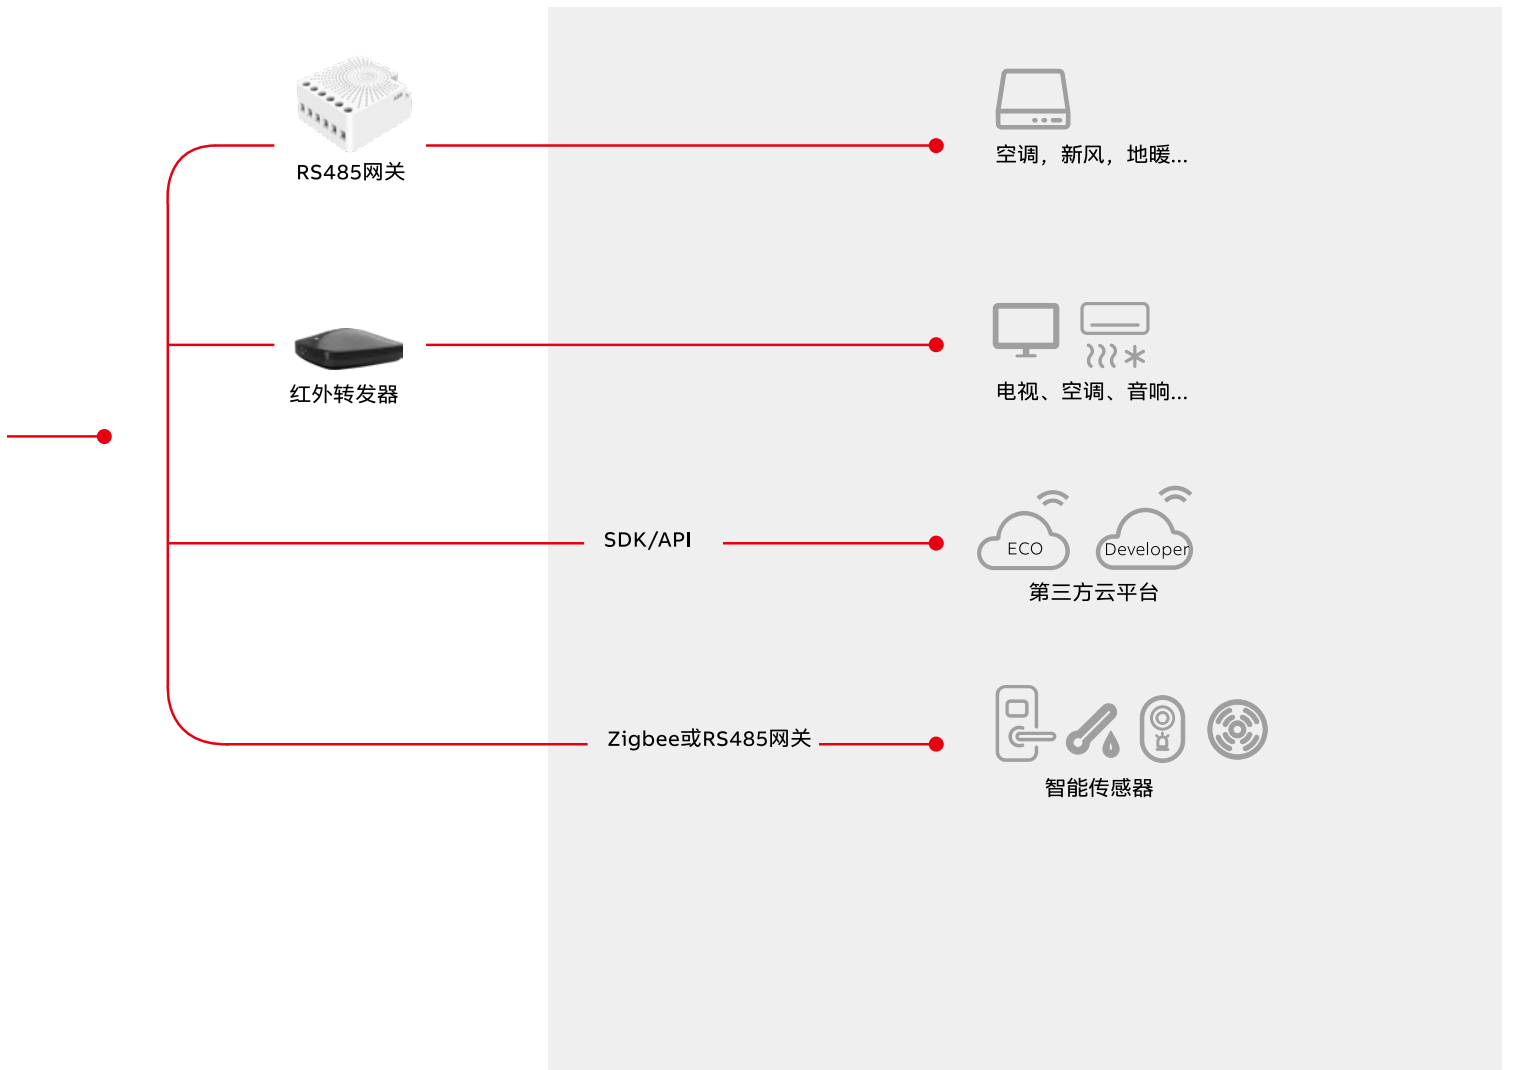 RS485网关
空调，新风，地暖...
红外转发器
电视、空调、音响...
SDK/API
ECO
Developer
第三方云平台
Zigbee或RS485网关
智能传感器